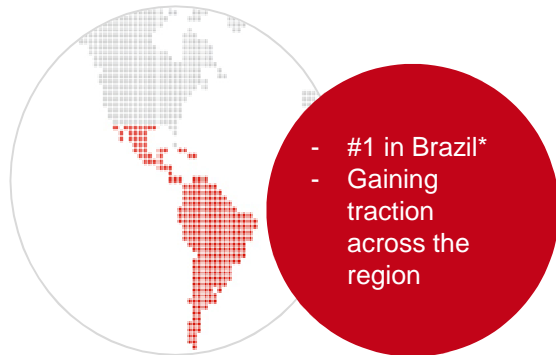 - #1 in Brazil*
- Gaining
traction
across the
region